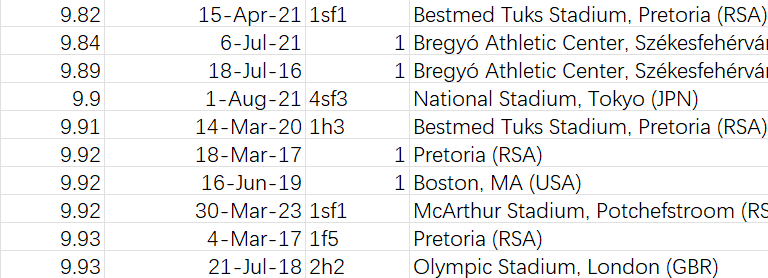 9.82 15-Apr-21 1sf1 Bestmed Tuks Stadium, Pretoria (RSA)
9.84 6-Jul-21 1 Bregyó Athletic Center, Székesfehérvár
9.89 18-Jul-16 1 Bregyó Athletic Center, Székesfehérvár
9.9 1-Aug-21 4sf3 National Stadium, Tokyo (JPN)
9.91 14-Mar-20 1h3 Bestmed Tuks Stadium, Pretoria (RSA)
9.92 18-Mar-17 1 Pretoria (RSA)
9.92 16-Jun-19 1 Boston, MA (USA)
9.92 30-Mar-23 1sf1 McArthur Stadium, Potchefstroom (RS
9.93 4-Mar-17 1f5 Pretoria (RSA)
9.93 21-Jul-18 2h2 Olympic Stadium, London (GBR)